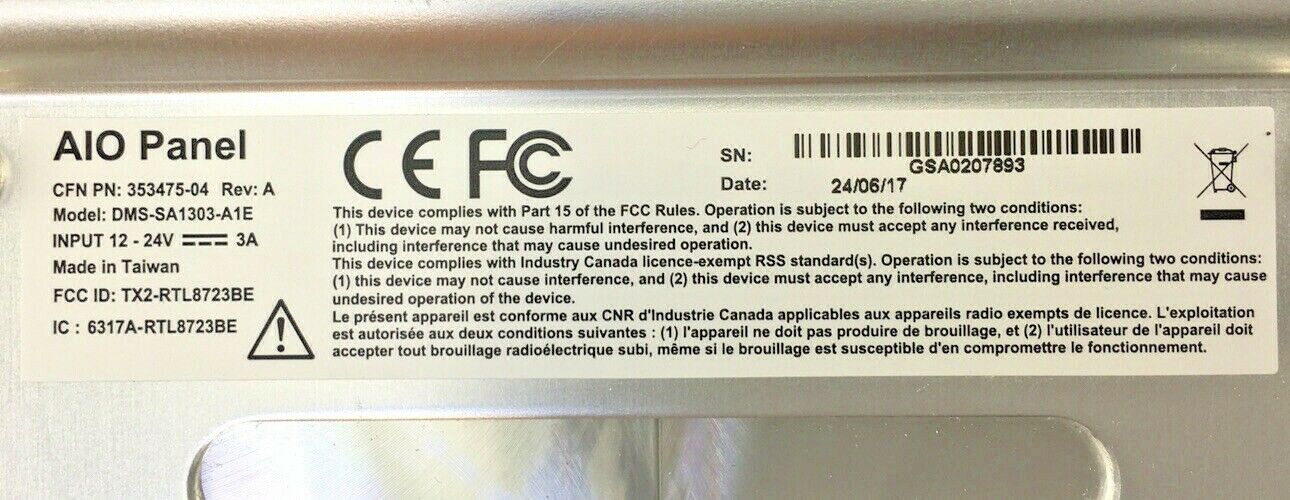 AIO Panel
CFN PN: 353475-04 Rev: A
Model: DMS-SA1303-A1E
INPUT 12 - 24V 3A
Made in Taiwan
FCC ID: TX2-RTL8723BE
IC : 6317A-RTL8723BE
CE FC
SN:
GSA0207893
Date: 24/06/17
This device complies with Part 15 of the FCC Rules. Operation is subject to the following two conditions:
(1) This device may not cause harmful interference, and (2) this device must accept any interference received,
including interference that may cause undesired operation.
This device complies with Industry Canada licence-exempt RSS standard(s). Operation is subject to the following two conditions:
(1) this device may not cause interference, and (2) this device must accept any interference, including interference that may cause
undesired operation of the device.
Le présent appareil est conforme aux CNR d'Industrie Canada applicables aux appareils radio exempts de licence. L'exploitation
est autorisée aux deux conditions suivantes : (1) l'appareil ne doit pas produire de brouillage, et (2) l'utilisateur de l'appareil doit
accepter tout brouillage radioélectrique subi, même si le brouillage est susceptible d'en compromettre le fonctionnement.